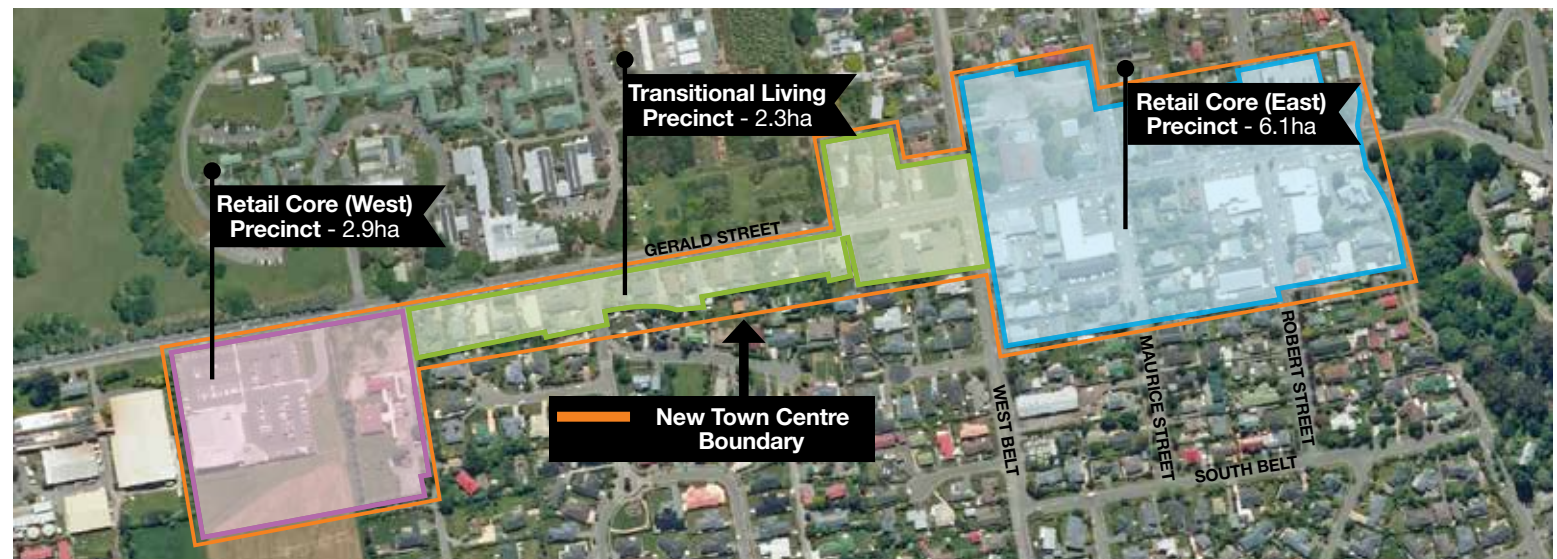 Transitional Living
Precinct - 2.3ha
Retail Core (East)
Precinct - 6.1ha
Retail Core (West)
Precinct - 2.9ha
GERALD STREET
New Town Centre
Boundary
WEST BELT
MAURICE STREET
ROBERT STREET
SOUTH BELT